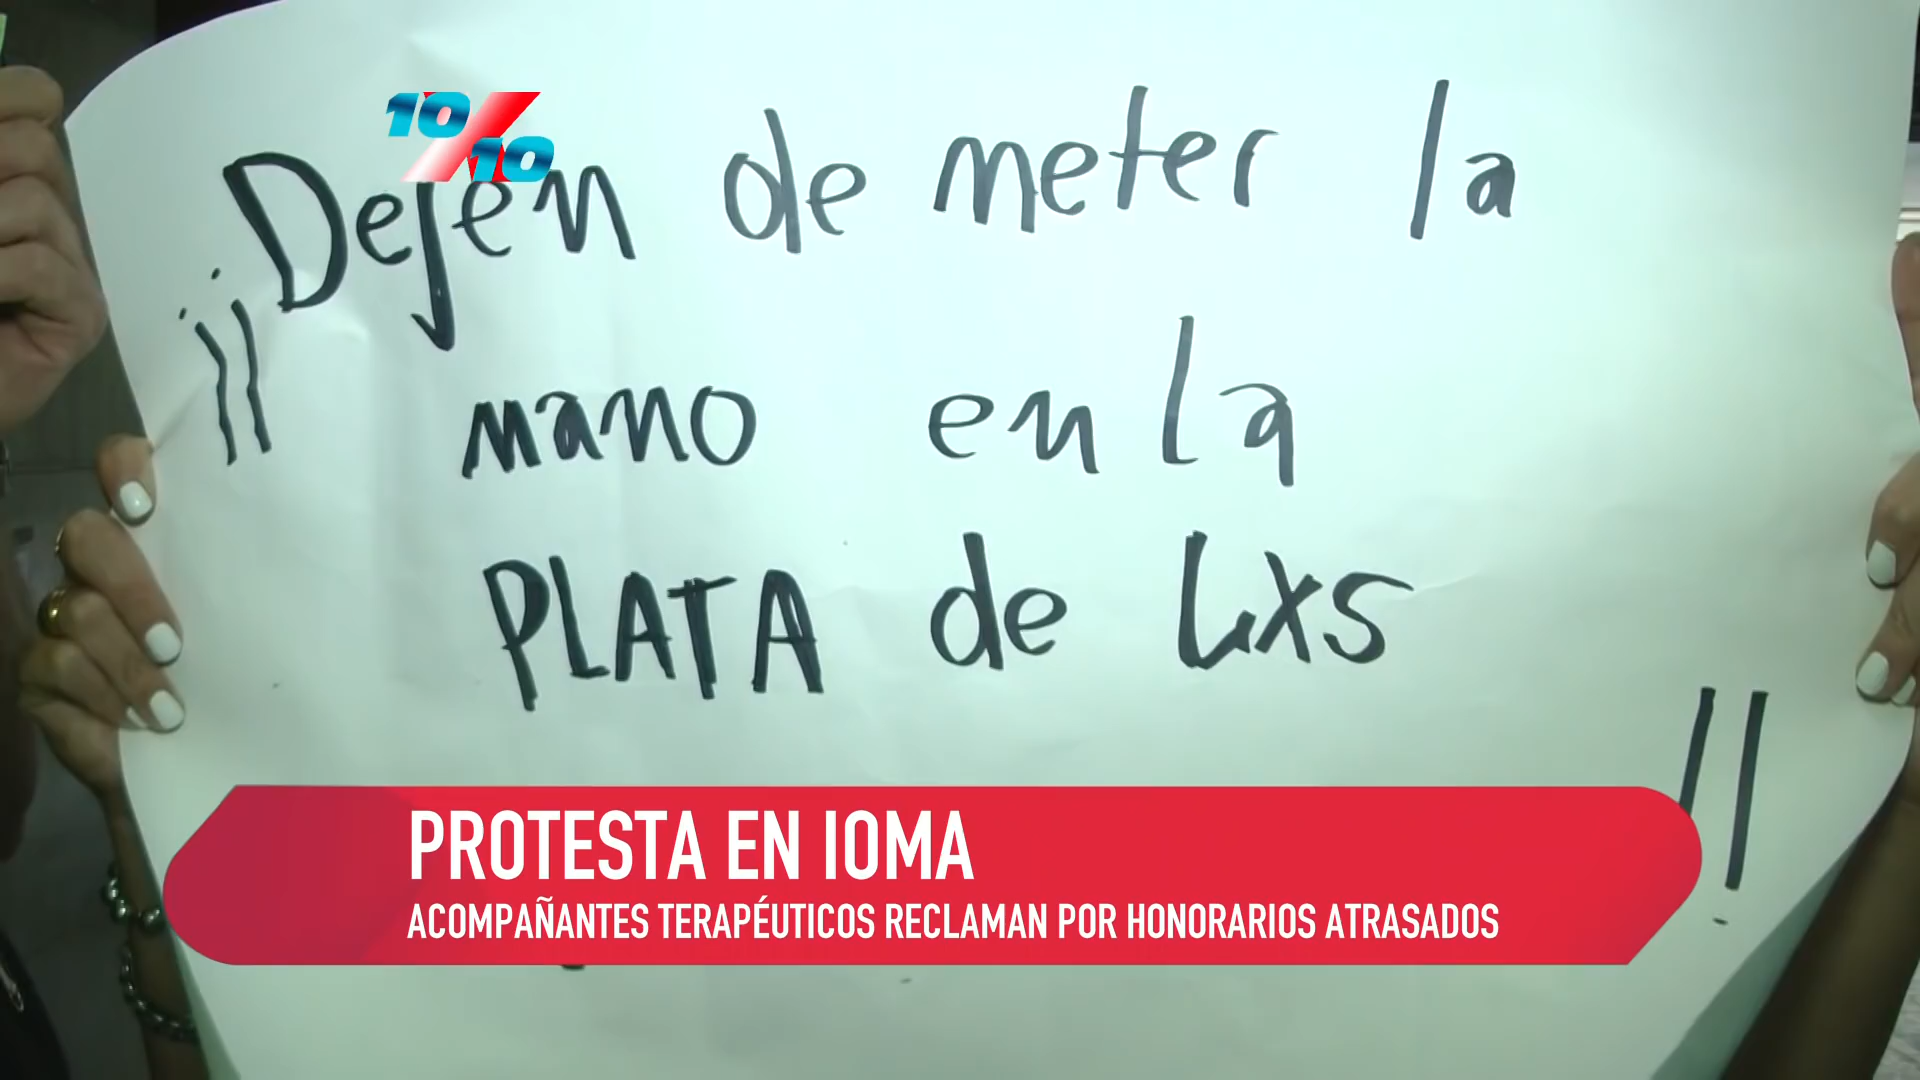 10/10
¡¡Dejen de meter la
mano en la
PLATA de Lxs
!!
PROTESTA EN IOMA
ACOMPAÑANTES TERAPÉUTICOS RECLAMAN POR HONORARIOS ATRASADOS